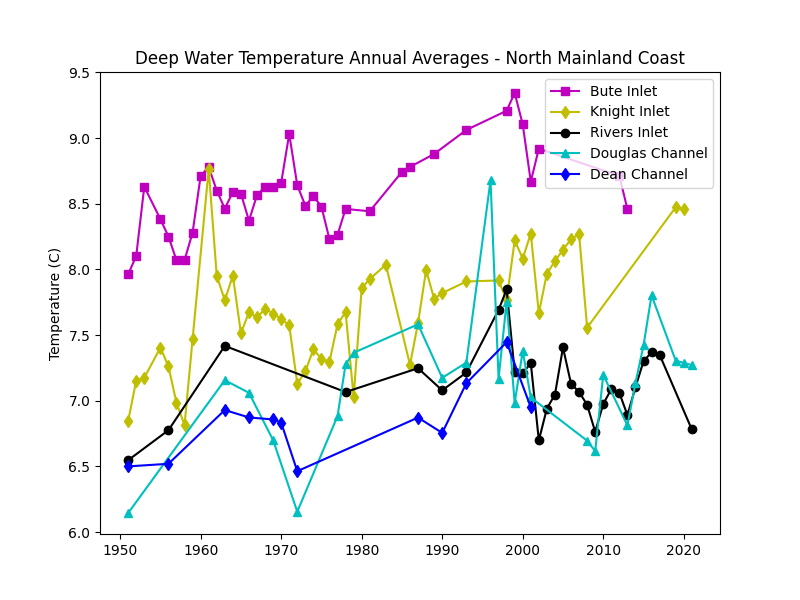 Deep Water Temperature Annual Averages - North Mainland Coast
Temperature (C)
9.5
9.0
8.5
8.0
7.5
7.0
6.5
6.0
1950
1960
1970
1980
1990
2000
2010
2020
Bute Inlet
Knight Inlet
Rivers Inlet
Douglas Channel
Dean Channel